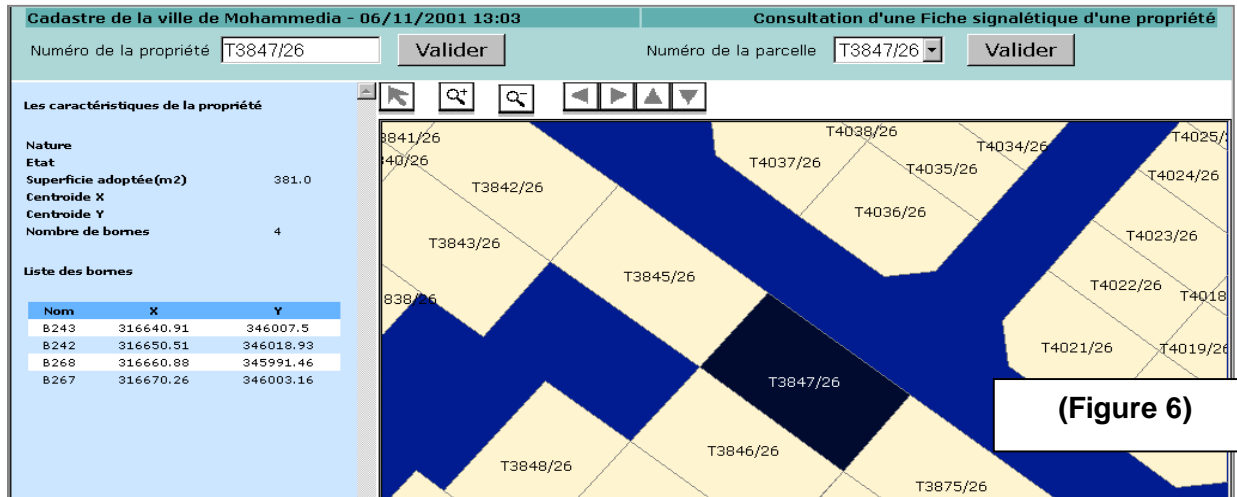 Cadastre de la ville de Mohammedia - 06/11/2001 13:03
Consultation d'une Fiche signalétique d'une propriété
Numéro de la propriété T3847/26 Valider
Numéro de la parcelle T3847/26 Valider
Les caractéristiques de la propriété
Nature
Etat
Superficie adoptée(m2) 381.0
Centroide X
Centroide Y
Nombre de bornes 4
Liste des bornes
Nom X Y
B243 316640.91 346007.5
B242 316650.51 346018.93
B268 316660.88 345991.46
B267 316670.26 346003.16
T4038/26
T4034/26
T4037/26
T4035/26
T4024/26
T3842/26
T4036/26
T3843/26
T4023/26
T3845/26
T4022/26
T4021/26
T4019/26
T3847/26
(Figure 6)
T3846/26
T3848/26
T3875/26